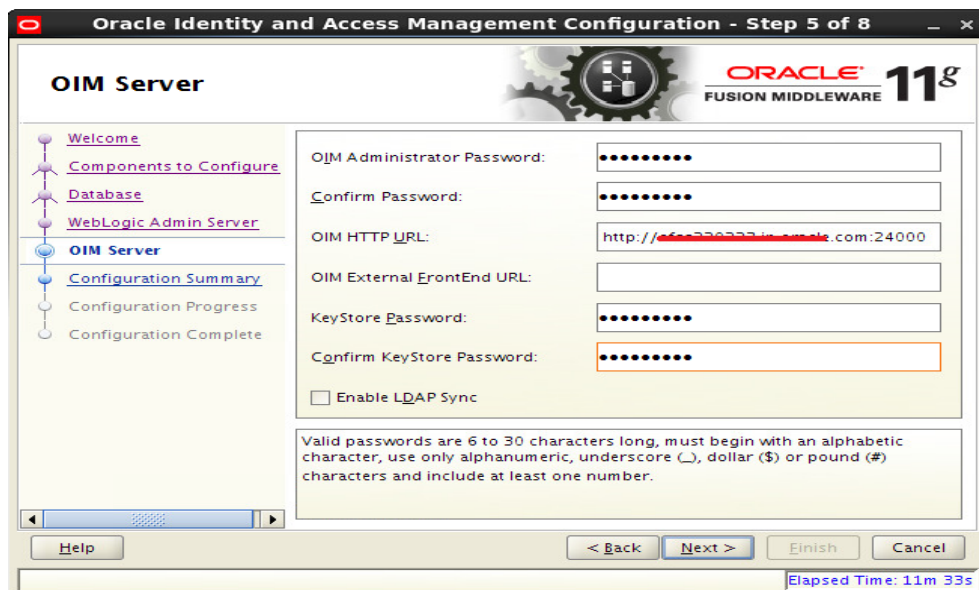 Oracle Identity and Access Management Configuration - Step 5 of 8
OIM Server
ORACLE
FUSION MIDDLEWARE 11g
Welcome
Components to Configure
Database
WebLogic Admin Server
OIM Server
Configuration Summary
Configuration Progress
Configuration Complete
OIM Administrator Password: ●●●●●●●●●
Confirm Password: ●●●●●●●●●
OIM HTTP URL: http:// .com:24000
OIM External FrontEnd URL:
KeyStore Password: ●●●●●●●●●
Confirm KeyStore Password: ●●●●●●●●●
Enable LDAP Sync
Valid passwords are 6 to 30 characters long, must begin with an alphabetic
character, use only alphanumeric, underscore (_), dollar ($) or pound (#)
characters and include at least one number.
Help < Back Next > Finish Cancel
Elapsed Time: 11m 33s